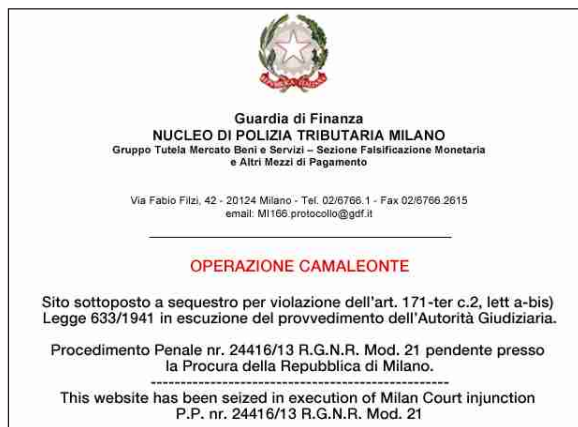 Guardia di Finanza
NUCLEO DI POLIZIA TRIBUTARIA MILANO
Gruppo Tutela Mercato Beni e Servizi – Sezione Falsificazione Monetaria
e Altri Mezzi di Pagamento
Via Fabio Filzi, 42 - 20124 Milano - Tel. 02/6766.1 - Fax 02/6766.2615
email: MI166.protocollo@gdf.it
OPERAZIONE CAMALEONTE
Sito sottoposto a sequestro per violazione dell'art. 171-ter c.2, lett a-bis)
Legge 633/1941 in escuzione del provvedimento dell'Autorità Giudiziaria.
Procedimento Penale nr. 24416/13 R.G.N.R. Mod. 21 pendente presso
la Procura della Repubblica di Milano.
--------------------------------------------------
This website has been seized in execution of Milan Court injunction
P.P. nr. 24416/13 R.G.N.R. Mod. 21